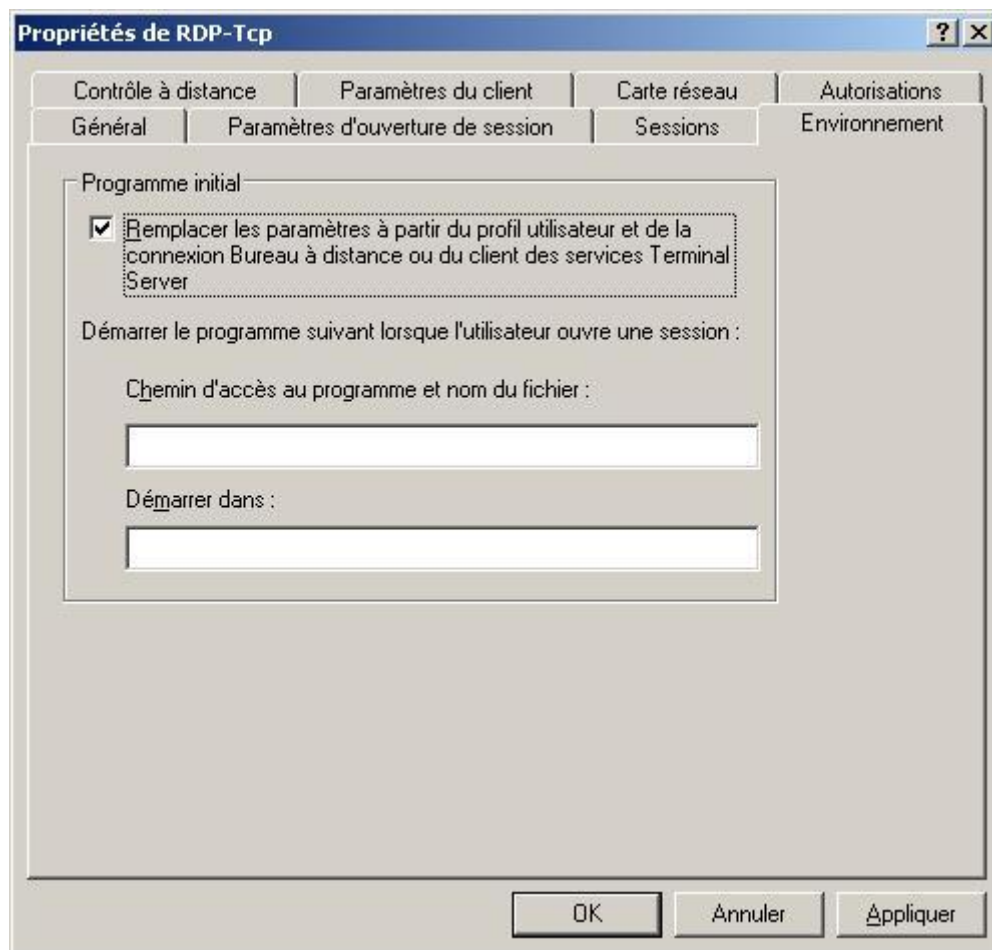 Propriétés de RDP-Tcp
Contrôle à distance
Paramètres du client
Carte réseau
Autorisations
Général
Paramètres d'ouverture de session
Sessions
Environnement
Programme initial
Remplacer les paramètres à partir du profil utilisateur et de la
connexion Bureau à distance ou du client des services Terminal
Server
Démarrer le programme suivant lorsque l'utilisateur ouvre une session :
Chemin d'accès au programme et nom du fichier :
Démarrer dans :
OK
Annuler
Appliquer